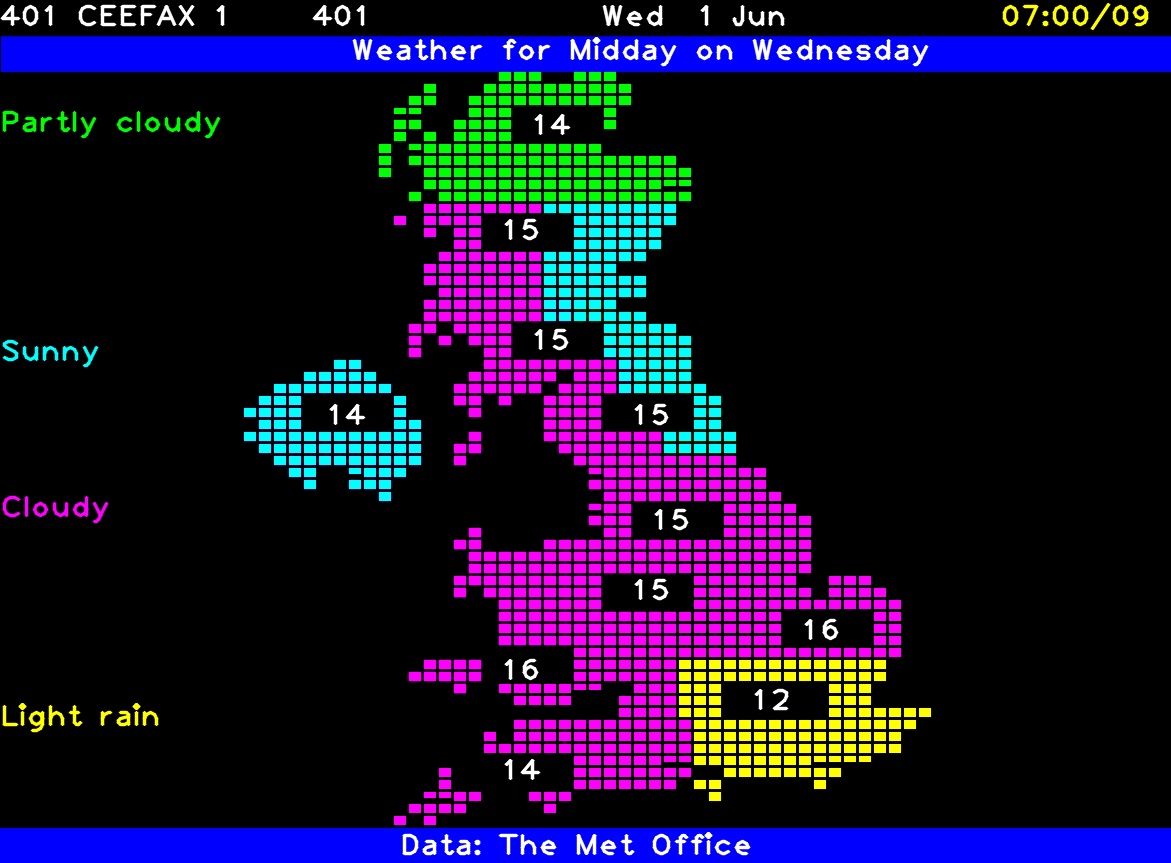 401 CEEFAX 1 401 Wed 1 Jun 07:00/09
Weather for Midday on Wednesday
Partly cloudy
14
15
Sunny
15
14
15
Cloudy
15
15
16
16
Light rain
12
14
Data: The Met Office